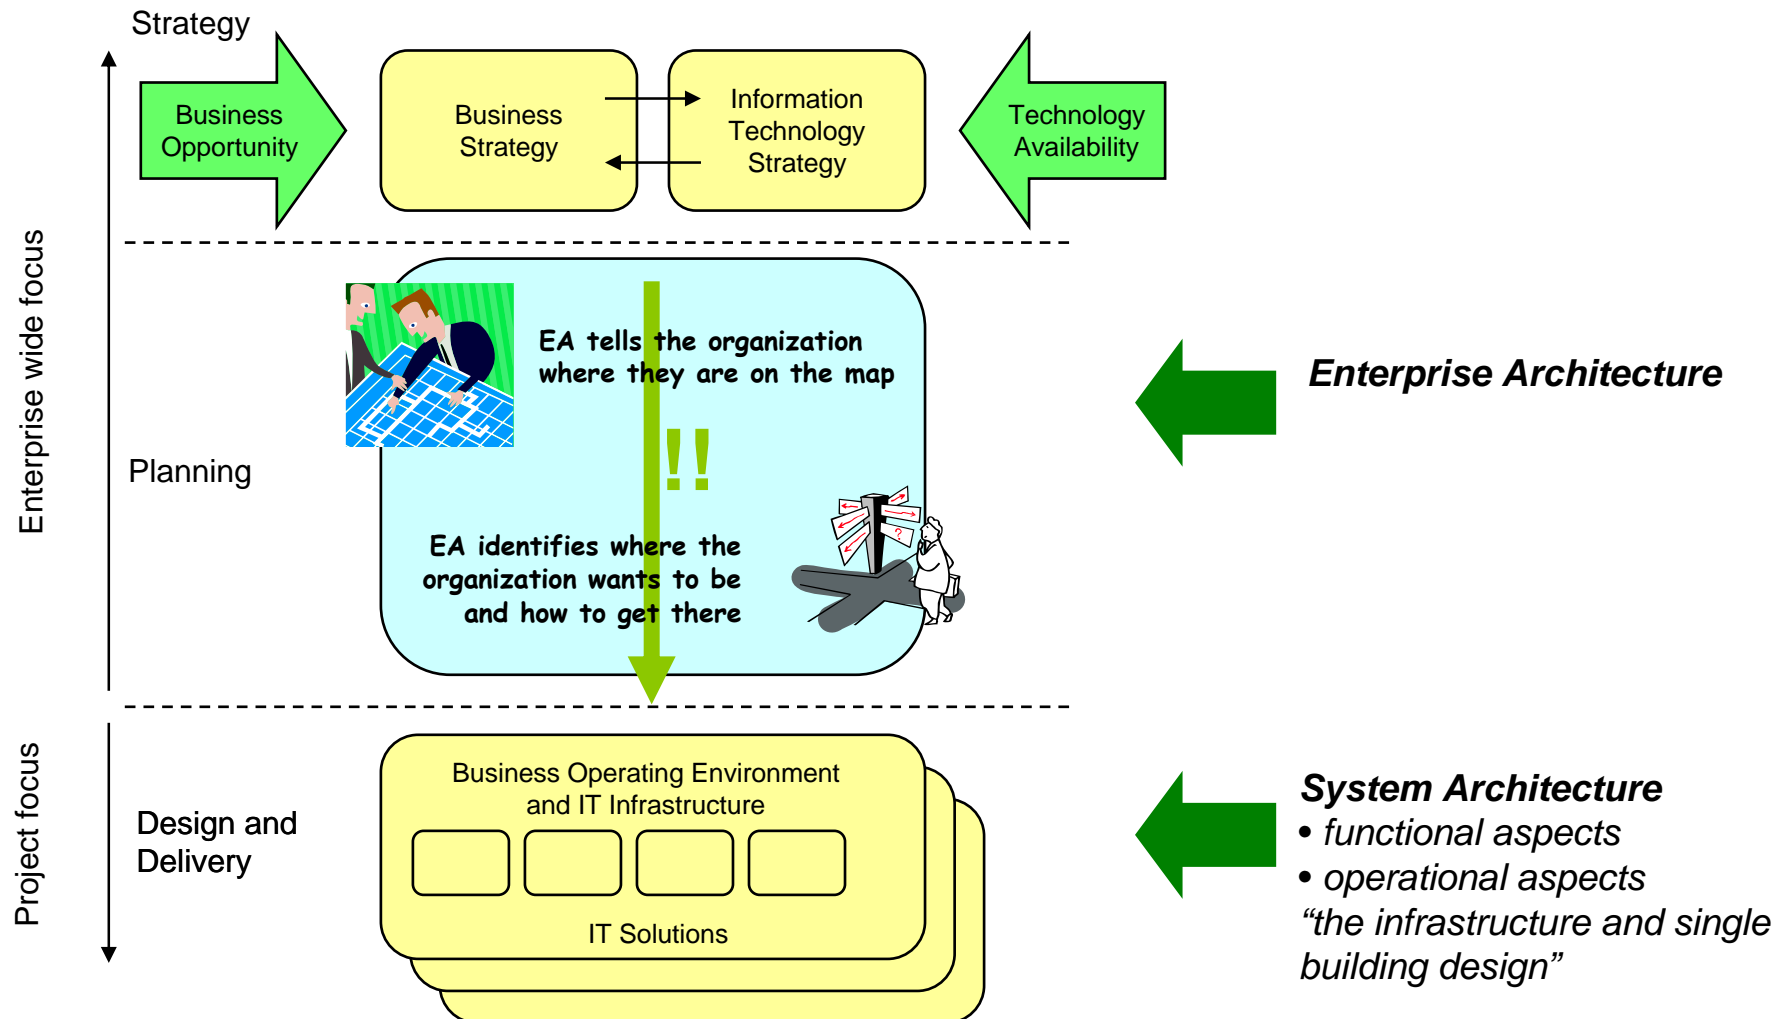 Strategy
Business
Opportunity
Business
Strategy
Information
Technology
Strategy
Technology
Availability
Enterprise wide focus
EA tells the organization
where they are on the map
!!
Planning
EA identifies where the
organization wants to be
and how to get there
?
Enterprise Architecture
Project focus
Design and
Delivery
Business Operating Environment
and IT Infrastructure
IT Solutions
System Architecture
• functional aspects
• operational aspects
“the infrastructure and single
building design”